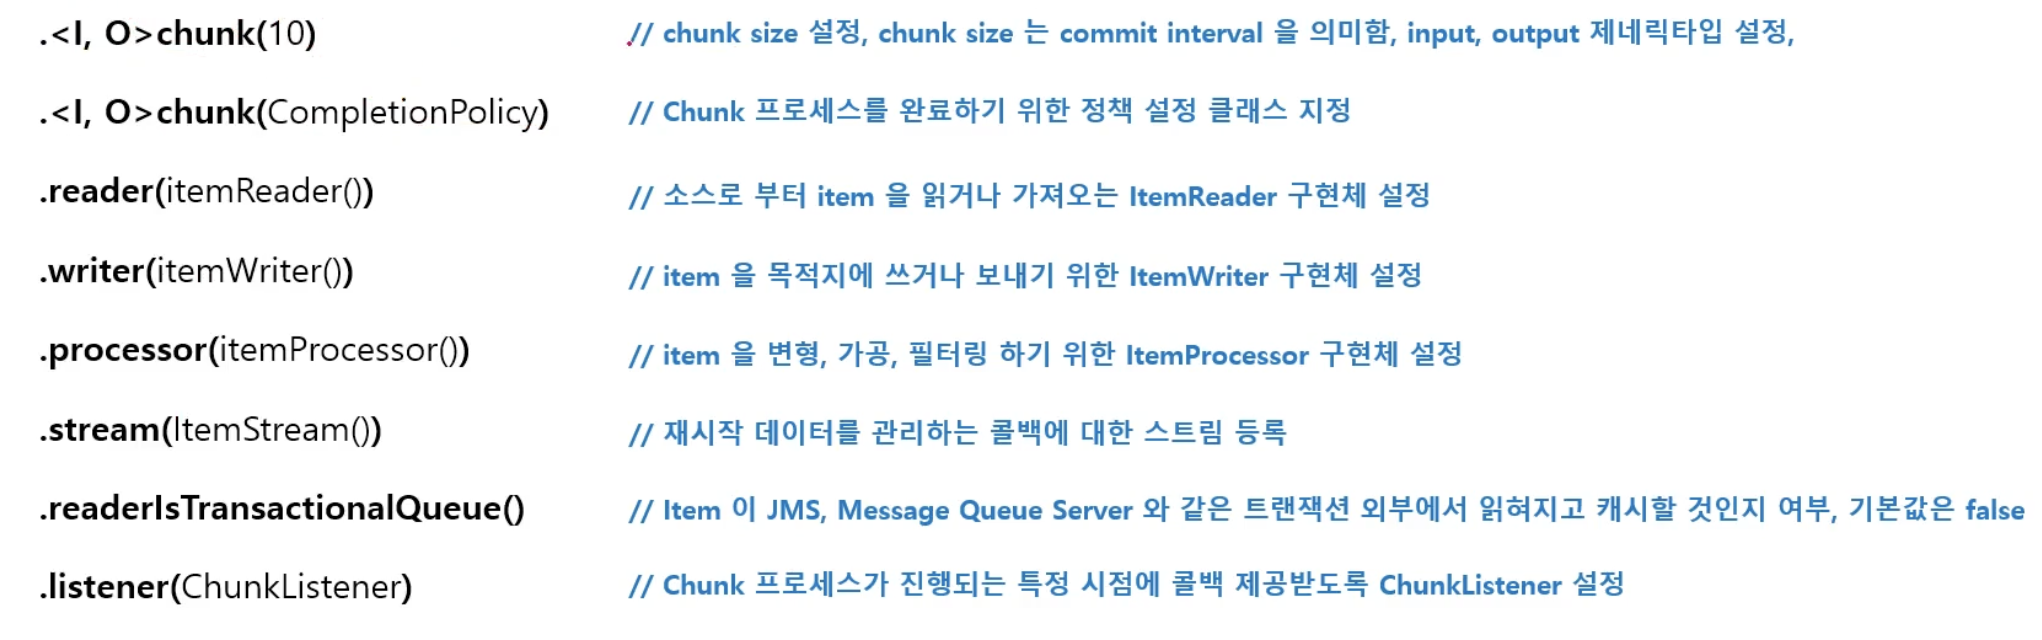 .<I, O>chunk(10) // chunk size 설정, chunk size 는 commit interval 을 의미함, input, output 제네릭타입 설정,
.<I, O>chunk(CompletionPolicy) // Chunk 프로세스를 완료하기 위한 정책 설정 클래스 지정
.reader(itemReader()) // 소스로 부터 item 을 읽거나 가져오는 ItemReader 구현체 설정
.writer(itemWriter()) // item 을 목적지에 쓰거나 보내기 위한 ItemWriter 구현체 설정
.processor(itemProcessor()) // item 을 변형, 가공, 필터링 하기 위한 ItemProcessor 구현체 설정
.stream(ItemStream()) // 재시작 데이터를 관리하는 콜백에 대한 스트림 등록
.readerIsTransactionalQueue() // Item 이 JMS, Message Queue Server 와 같은 트랜잭션 외부에서 읽혀지고 캐시할 것인지 여부, 기본값은 false
.listener(ChunkListener) // Chunk 프로세스가 진행되는 특정 시점에 콜백 제공받도록 ChunkListener 설정